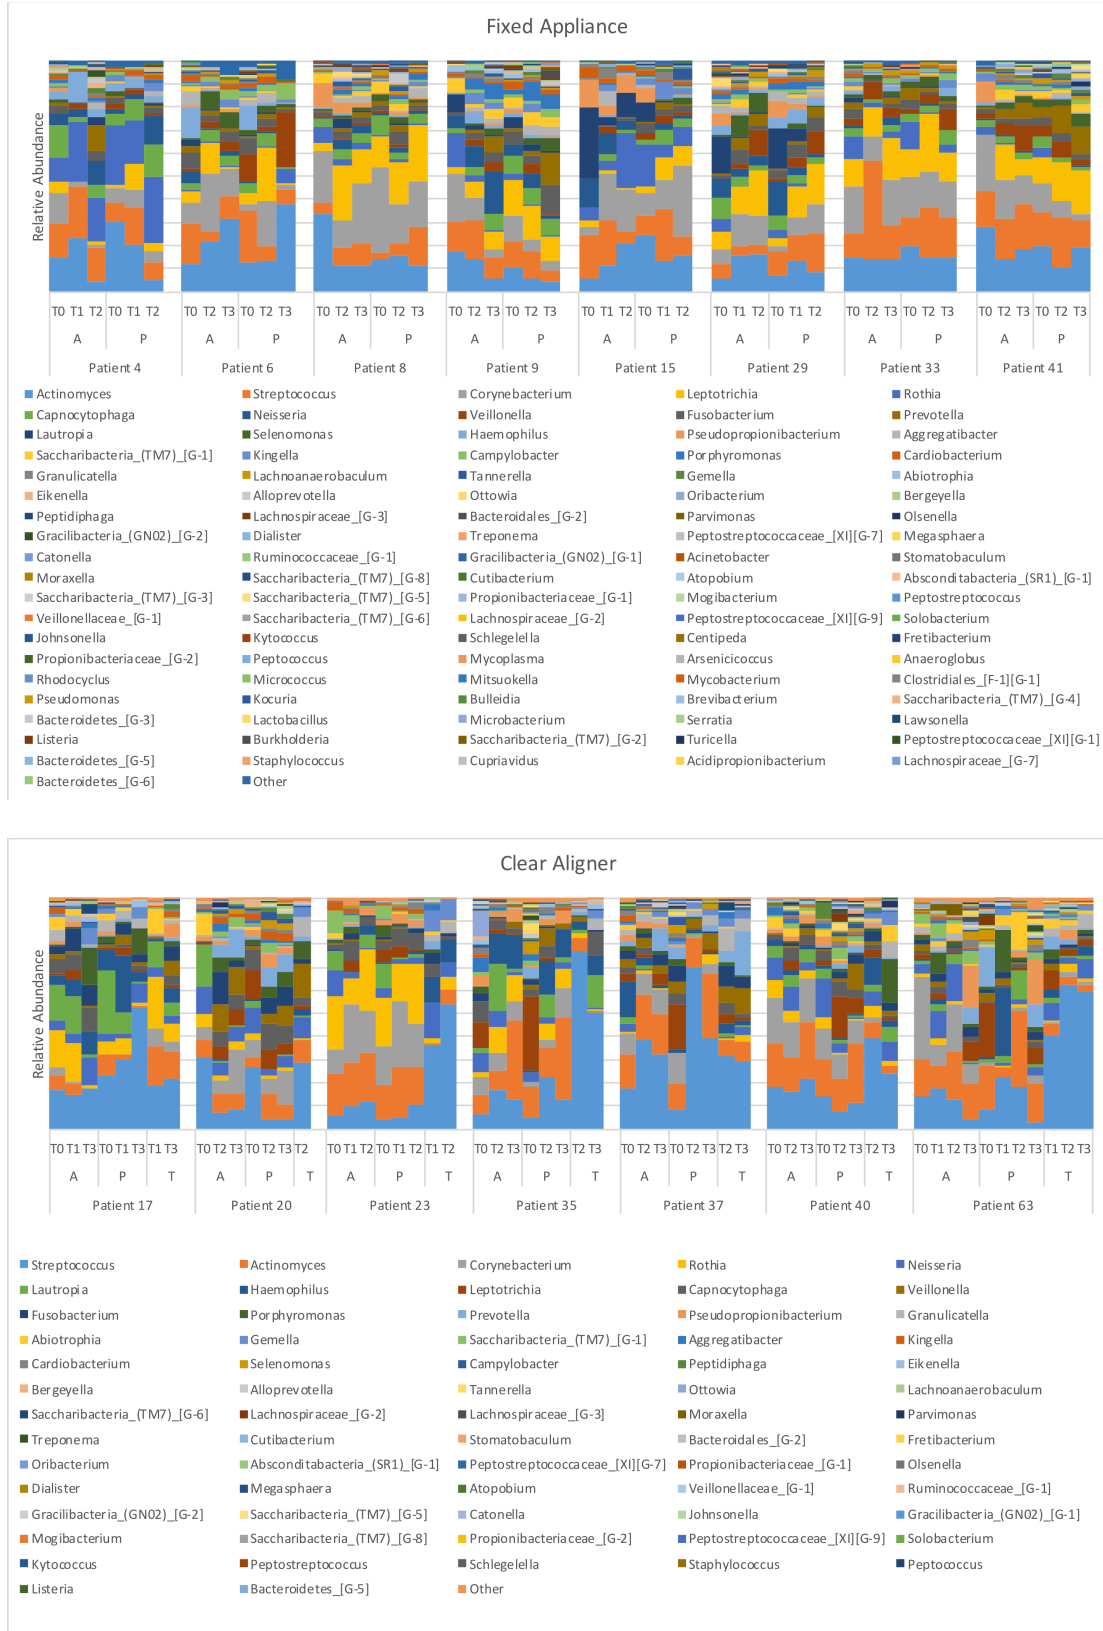 Fixed Appliance
Relative Abundance
T0 T1 T2 T0 T1 T2 T0 T2 T3 T0 T2 T3 T0 T2 T3 T0 T2 T3 T0 T2 T3 T0 T2 T3 T0 T1 T2 T0 T1 T2 T0 T2 T2 T0 T1 T2 T0 T2 T3 T0 T2 T3 T0 T2 T3 T0 T2 T3
A P A P A P A P A P A P A P A P
Patient 4 Patient 6 Patient 8 Patient 9 Patient 15 Patient 29 Patient 33 Patient 41
Actinomyces Streptococcus Corynebacterium Leptotrichia Rothia
Capnocytophaga Neisseria Veillonella Fusobacterium Prevotella
Lautropia Selenomonas Haemophilus Pseudopropionibacterium Aggregatibacter
Saccharibacteria_(TM7)_[G-1] Kingella Campylobacter Porphyromonas Cardiobacterium
Granulicatella Lachnoanaerobaculum Tannerella Gemella Abiotrophia
Eikenella Alloprevotella Ottowia Oribacterium Bergeyella
Peptidiphaga Lachnospiraceae_[G-3] Bacteroidales_[G-2] Parvimonas Olsenella
Gracilibacteria_(GN02)_[G-2] Dialister Treponema Peptostreptococcaceae_[XI][G-7] Megasphaera
Catonella Ruminococcaceae_[G-1] Gracilibacteria_(GN02)_[G-1] Acinetobacter Stomatobaculum
Moraxella Saccharibacteria_(TM7)_[G-8] Cutibacterium Atopobium Absconditabacteria_(SR1)_[G-1]
Saccharibacteria_(TM7)_[G-3] Saccharibacteria_(TM7)_[G-5] Propionibacteriaceae_[G-1] Mogibacterium Peptostreptococcus
Veillonellaceae_[G-1] Saccharibacteria_(TM7)_[G-6] Lachnospiraceae_[G-2] Peptostreptococcaceae_[XI][G-9] Solobacterium
Johnsonella Kytococcus Schlegelella Centipeda Fretibacterium
Propionibacteriaceae_[G-2] Peptococcus Mycoplasma Arsenicicoccus Anaeroglobus
Rhodocyclus Micrococcus Mitsuokella Mycobacterium Clostridiales_[F-1][G-1]
Pseudomonas Kocuria Bulleidia Brevibacterium Saccharibacteria_(TM7)_[G-4]
Bacteroidetes_[G-3] Lactobacillus Microbacterium Serratia Lawsonella
Listeria Burkholderia Saccharibacteria_(TM7)_[G-2] Turicella Peptostreptococcaceae_[XI][G-1]
Bacteroidetes_[G-5] Staphylococcus Cupriavidus Acidipropionibacterium Lachnospiraceae_[G-7]
Bacteroidetes_[G-6] Other
Clear Aligner
Relative Abundance
T0 T1 T3 T0 T1 T3 T1 T3 T0 T2 T3 T0 T2 T3 T2 T0 T1 T2 T0 T1 T2 T1 T2 T0 T2 T3 T0 T2 T3 T2 T3 T0 T2 T3 T0 T2 T3 T2 T3 T0 T2 T3 T0 T2 T3 T2 T3 T0 T1 T2 T3 T0 T1 T2 T3 T1 T2 T3
A P T A P T A P T A P T A P T A P T A P T
Patient 17 Patient 20 Patient 23 Patient 35 Patient 37 Patient 40 Patient 63
Streptococcus Actinomyces Corynebacterium Rothia Neisseria
Lautropia Haemophilus Leptotrichia Capnocytophaga Veillonella
Fusobacterium Porphyromonas Prevotella Pseudopropionibacterium Granulicatella
Abiotrophia Gemella Saccharibacteria_(TM7)_[G-1] Aggregatibacter Kingella
Cardiobacterium Selenomonas Campylobacter Peptidiphaga Eikenella
Bergeyella Alloprevotella Tannerella Ottowia Lachnoanaerobaculum
Saccharibacteria_(TM7)_[G-6] Lachnospiraceae_[G-2] Lachnospiraceae_[G-3] Moraxella Parvimonas
Treponema Cutibacterium Stomatobaculum Bacteroidales_[G-2] Fretibacterium
Oribacterium Absconditabacteria_(SR1)_[G-1] Peptostreptococcaceae_[XI][G-7] Propionibacteriaceae_[G-1] Olsenella
Dialister Megasphaera Atopobium Veillonellaceae_[G-1] Ruminococcaceae_[G-1]
Gracilibacteria_(GN02)_[G-2] Saccharibacteria_(TM7)_[G-5] Catonella Johnsonella Gracilibacteria_(GN02)_[G-1]
Mogibacterium Saccharibacteria_(TM7)_[G-8] Propionibacteriaceae_[G-2] Peptostreptococcaceae_[XI][G-9] Solobacterium
Kytococcus Peptostreptococcus Schlegelella Staphylococcus Peptococcus
Listeria Bacteroidetes_[G-5] Other